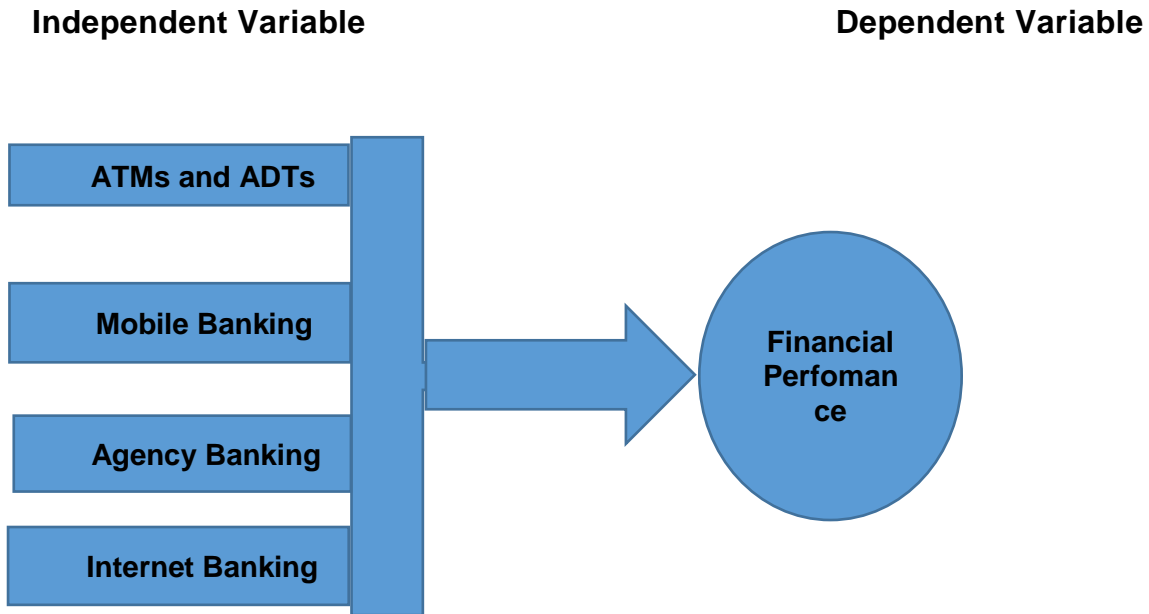 Independent Variable
Dependent Variable
ATMs and ADTs
Mobile Banking
Agency Banking
Internet Banking
Financial
Perfoman
ce